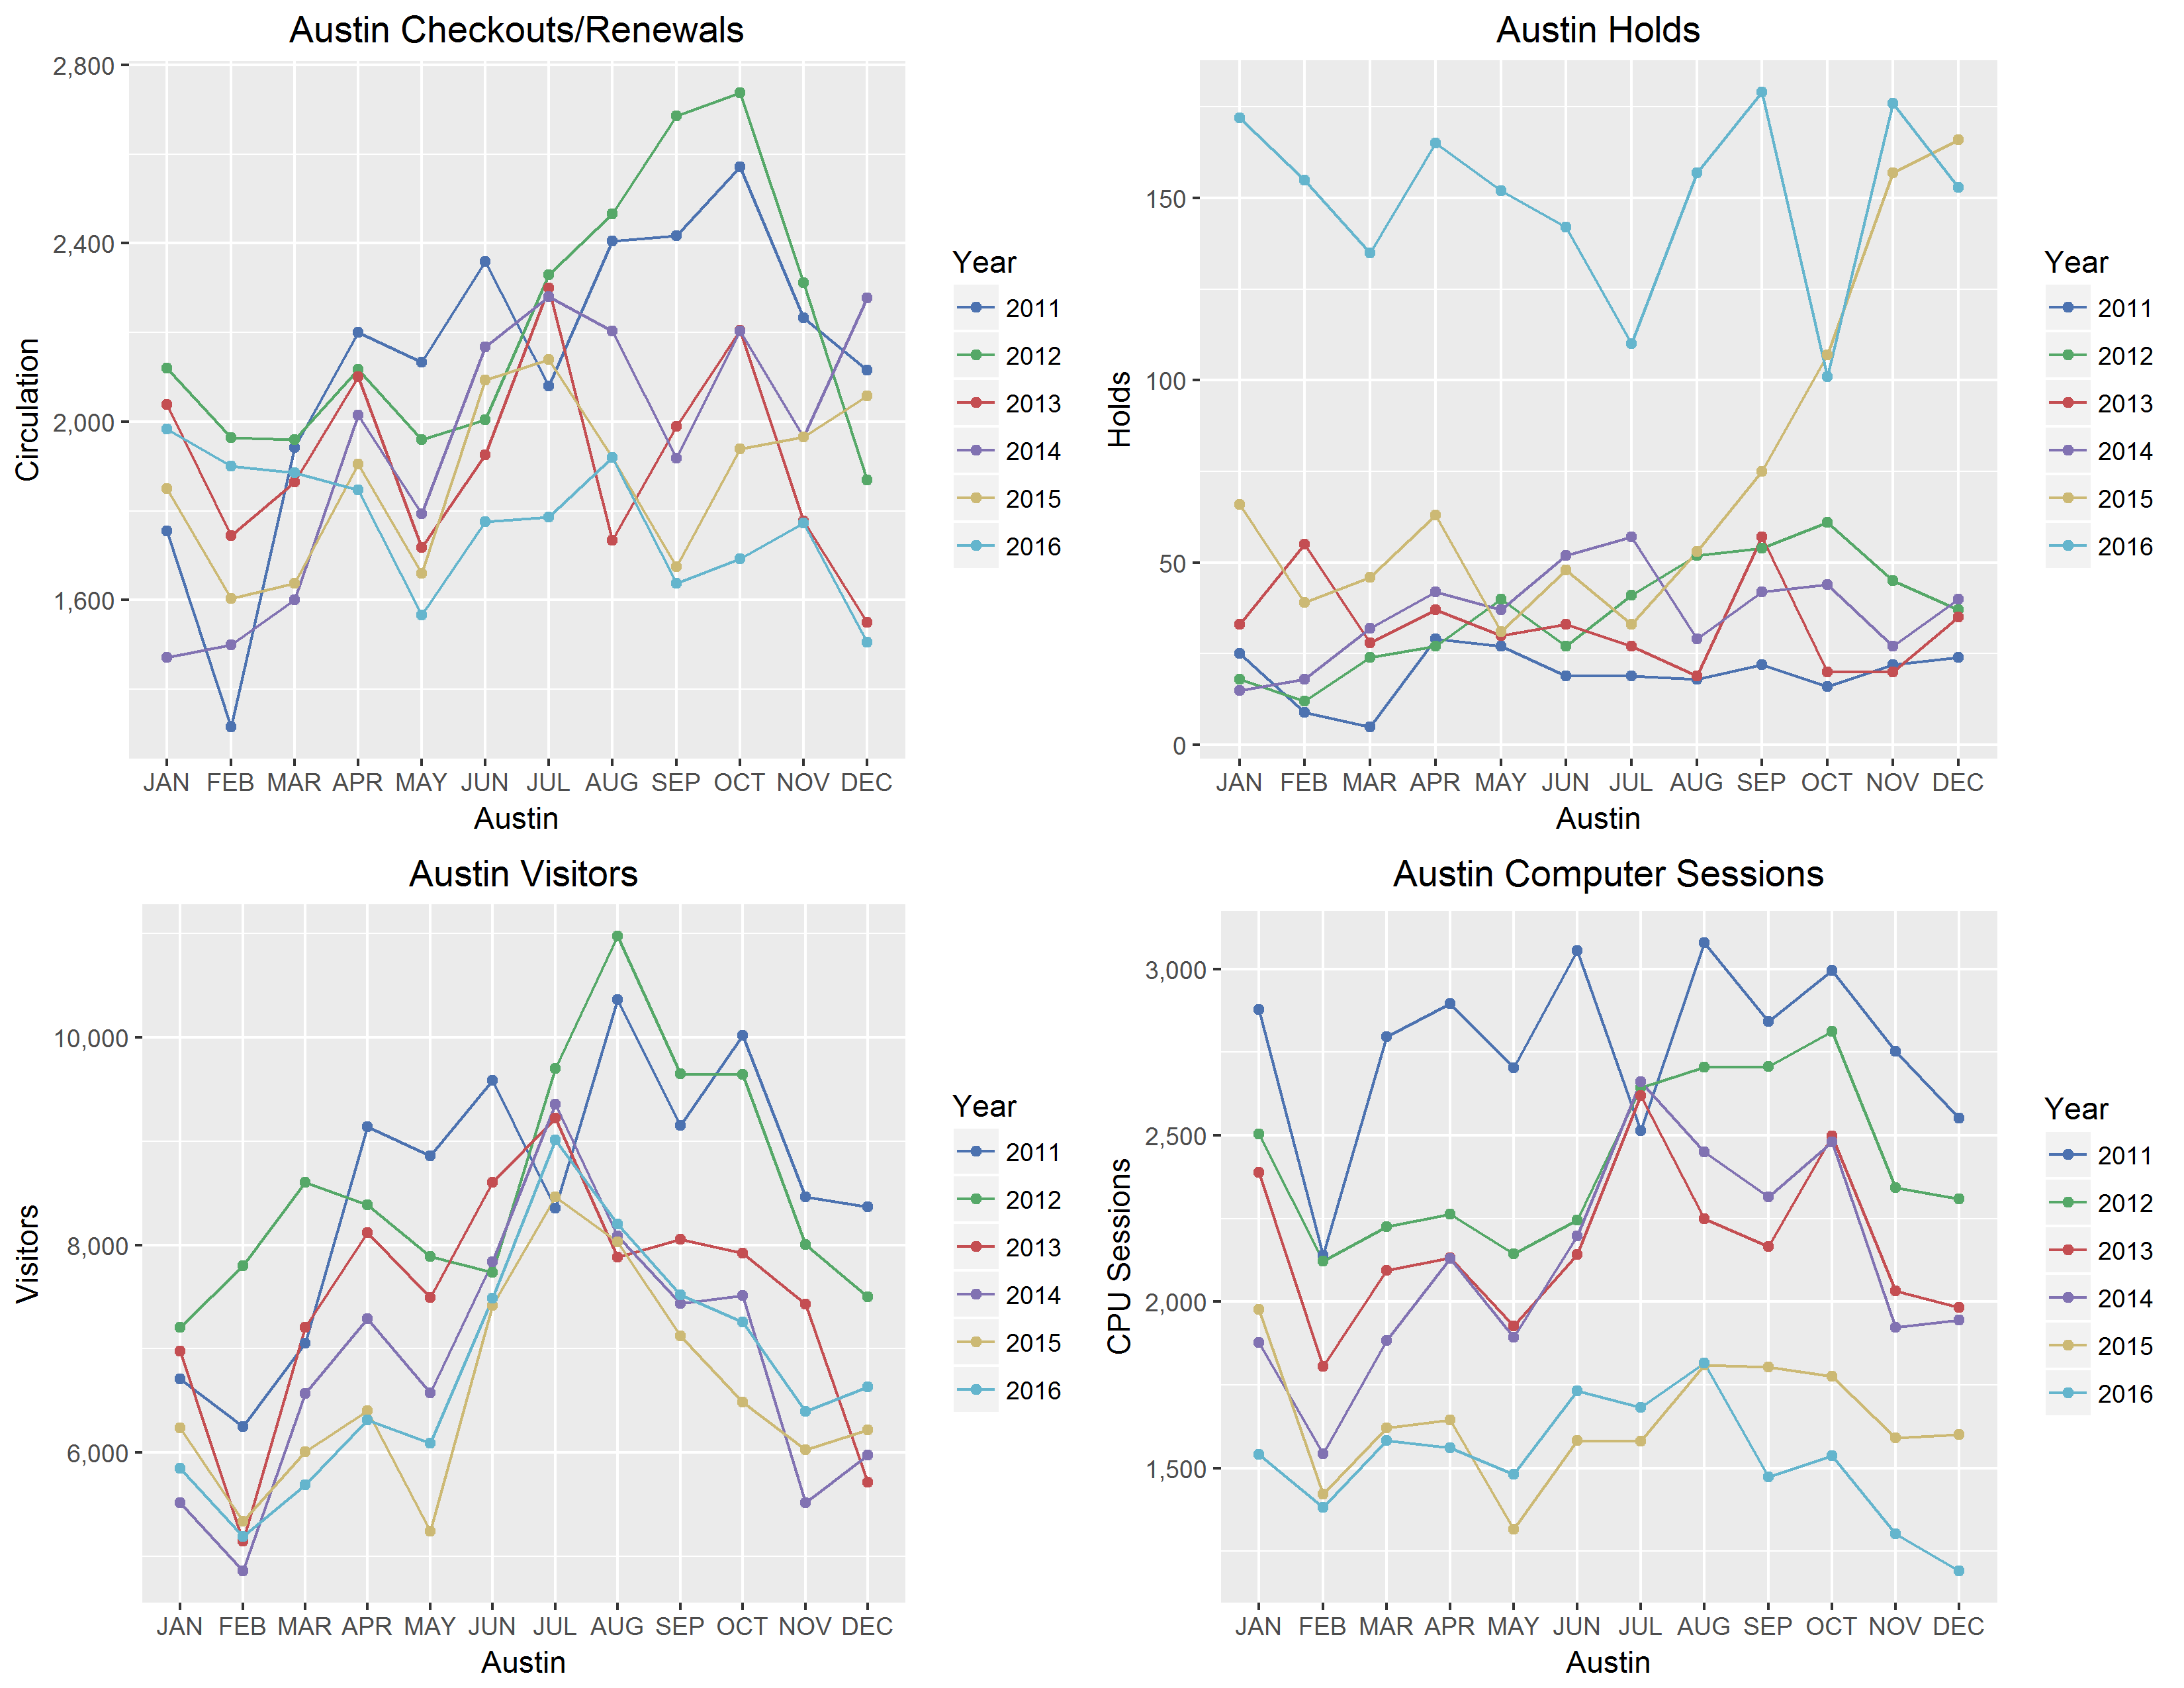 Austin Checkouts/Renewals
2,800
2,400
2,000
1,600
Circulation
JAN FEB MAR APR MAY JUN JUL AUG SEP OCT NOV DEC
Austin
Year
2011
2012
2013
2014
2015
2016
Austin Holds
150
100
50
0
Holds
JAN FEB MAR APR MAY JUN JUL AUG SEP OCT NOV DEC
Austin
Year
2011
2012
2013
2014
2015
2016
Austin Visitors
10,000
8,000
6,000
Visitors
JAN FEB MAR APR MAY JUN JUL AUG SEP OCT NOV DEC
Austin
Year
2011
2012
2013
2014
2015
2016
Austin Computer Sessions
3,000
2,500
2,000
1,500
CPU Sessions
JAN FEB MAR APR MAY JUN JUL AUG SEP OCT NOV DEC
Austin
Year
2011
2012
2013
2014
2015
2016